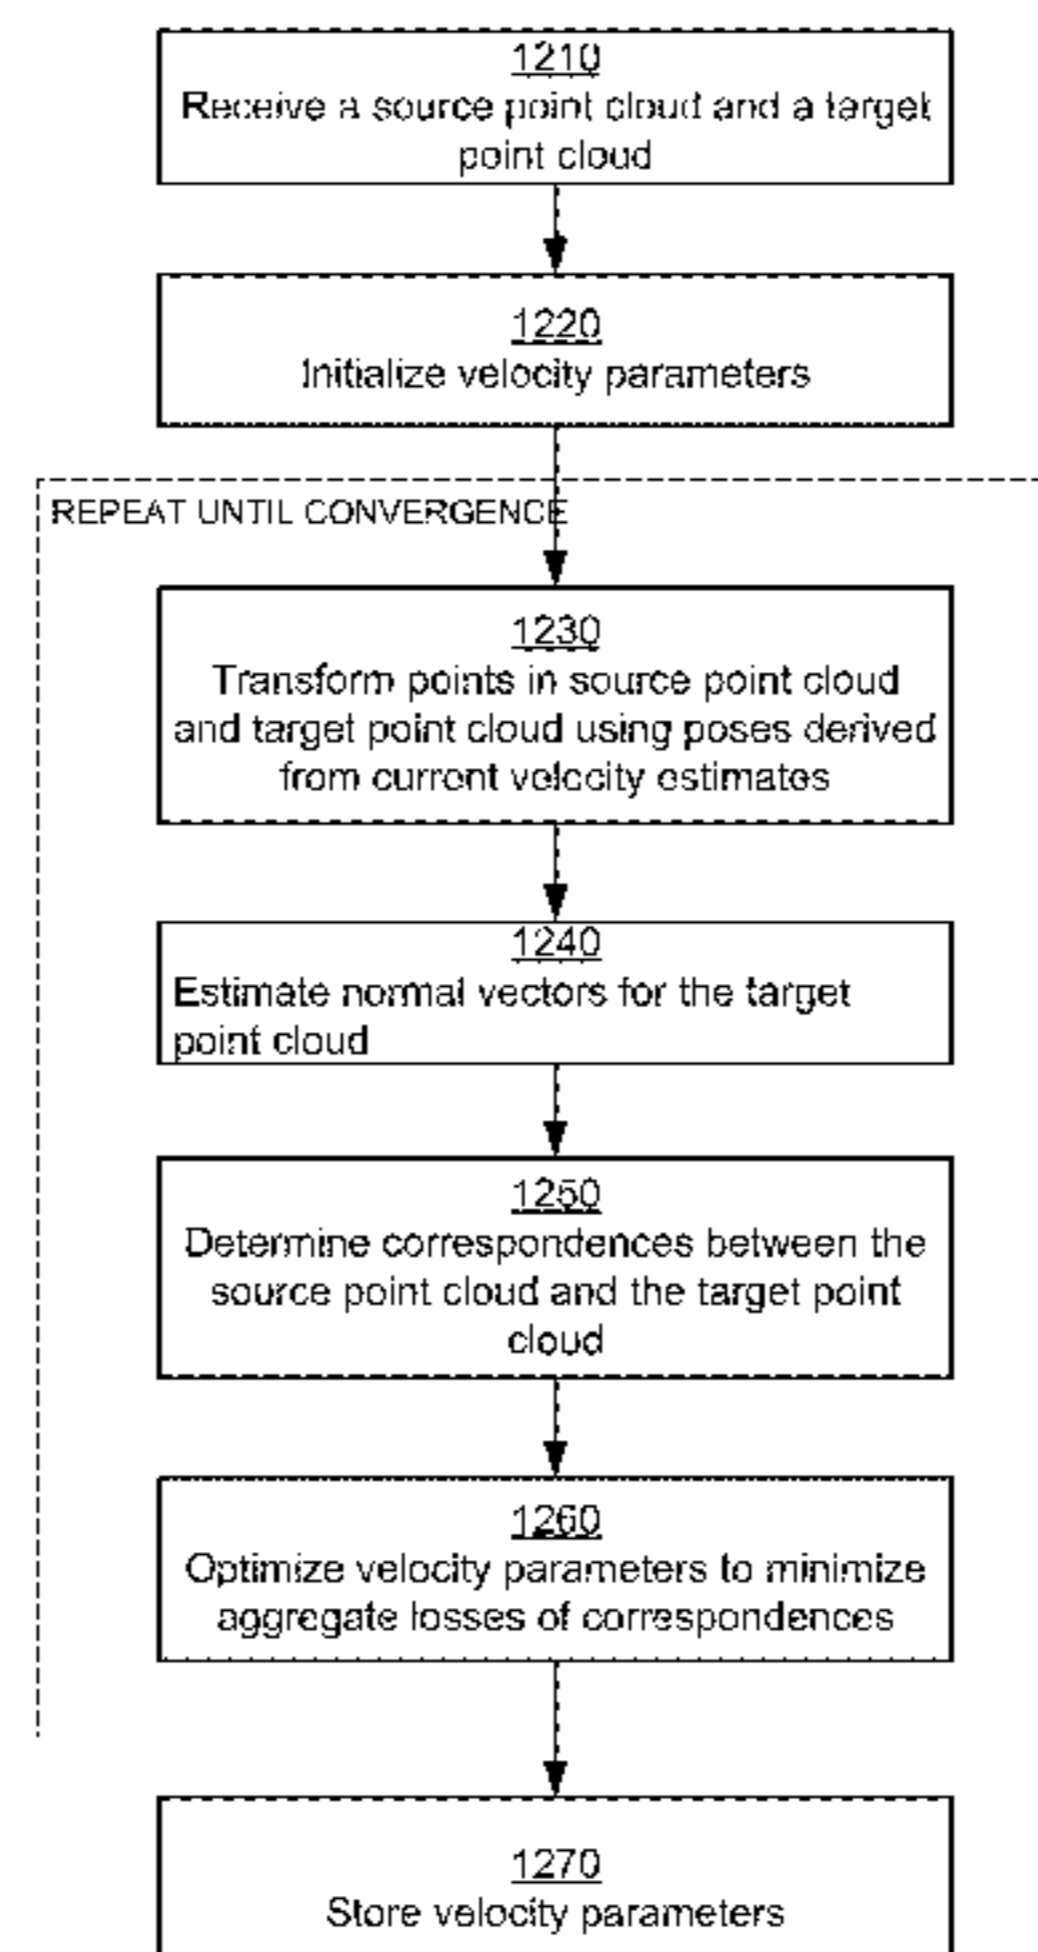 1210
Receive a source point cloud and a target
point cloud
1220
Initialize velocity parameters
REPEAT UNTIL CONVERGENCE
1230
Transform points in source point cloud
and target point cloud using poses derived
from current velocity estimates
1240
Estimate normal vectors for the target
point cloud
1250
Determine correspondences between the
source point cloud and the target point
cloud
1260
Optimize velocity parameters to minimize
aggregate losses of correspondences
1270
Store velocity parameters